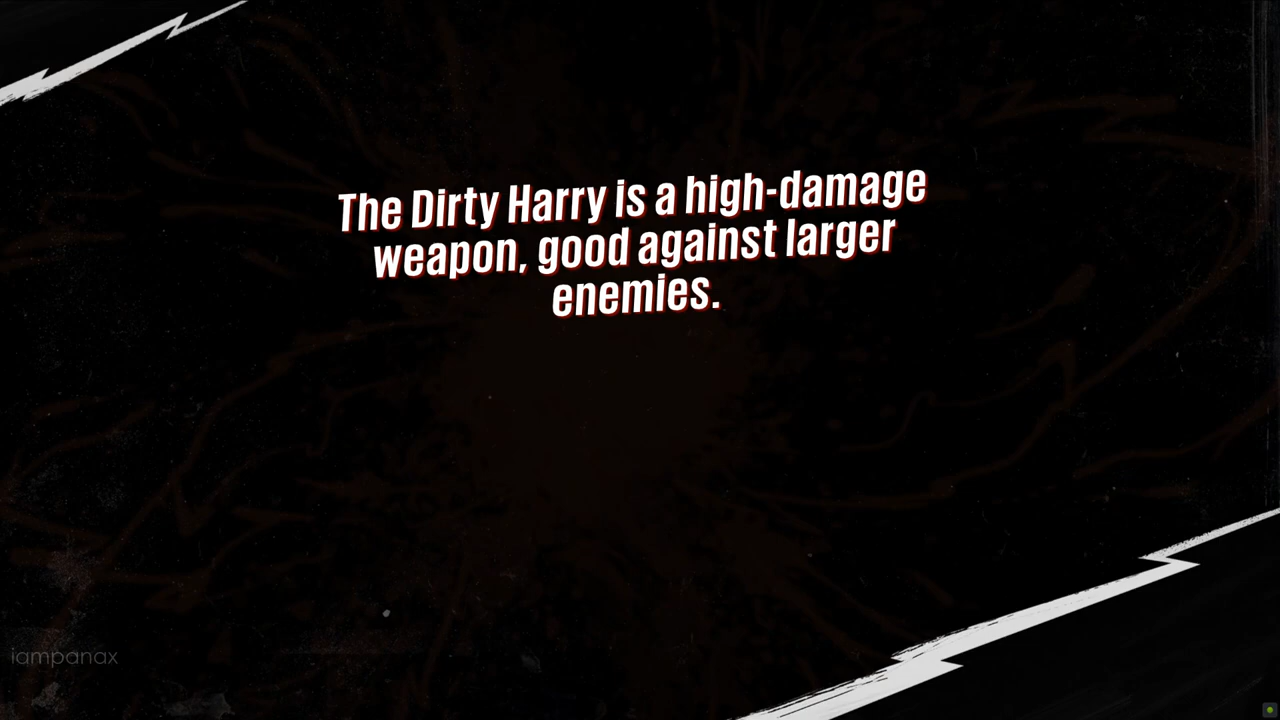 The Dirty Harry is a high-damage
weapon, good against larger
enemies.
iampanax